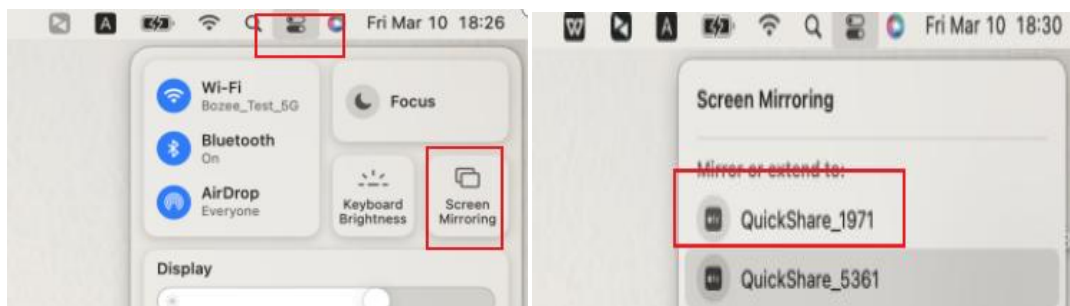 Fri Mar 10 18:26
Wi-Fi
Bozee_Test_5G
Bluetooth
On
AirDrop
Everyone
Focus
Keyboard
Brightness
Screen
Mirroring
Display
A
W
A
Fri Mar 10 18:30
Screen Mirroring
Mirror or extend to:
QuickShare_1971
QuickShare_5361